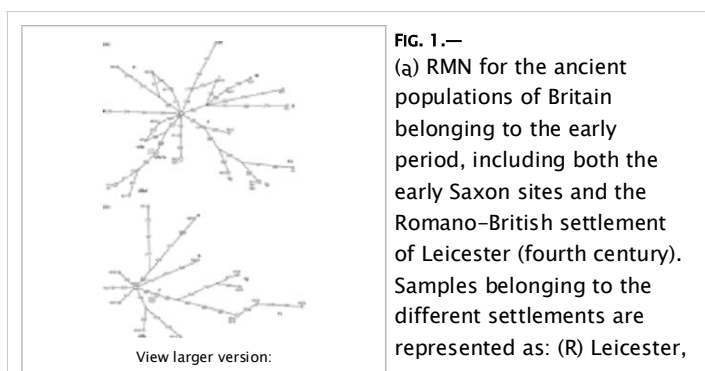 FIG. 1.—
(a) RMN for the ancient
populations of Britain
belonging to the early
period, including both the
early Saxon sites and the
Romano–British settlement
of Leicester (fourth century).
Samples belonging to the
different settlements are
represented as: (R) Leicester,
View larger version: